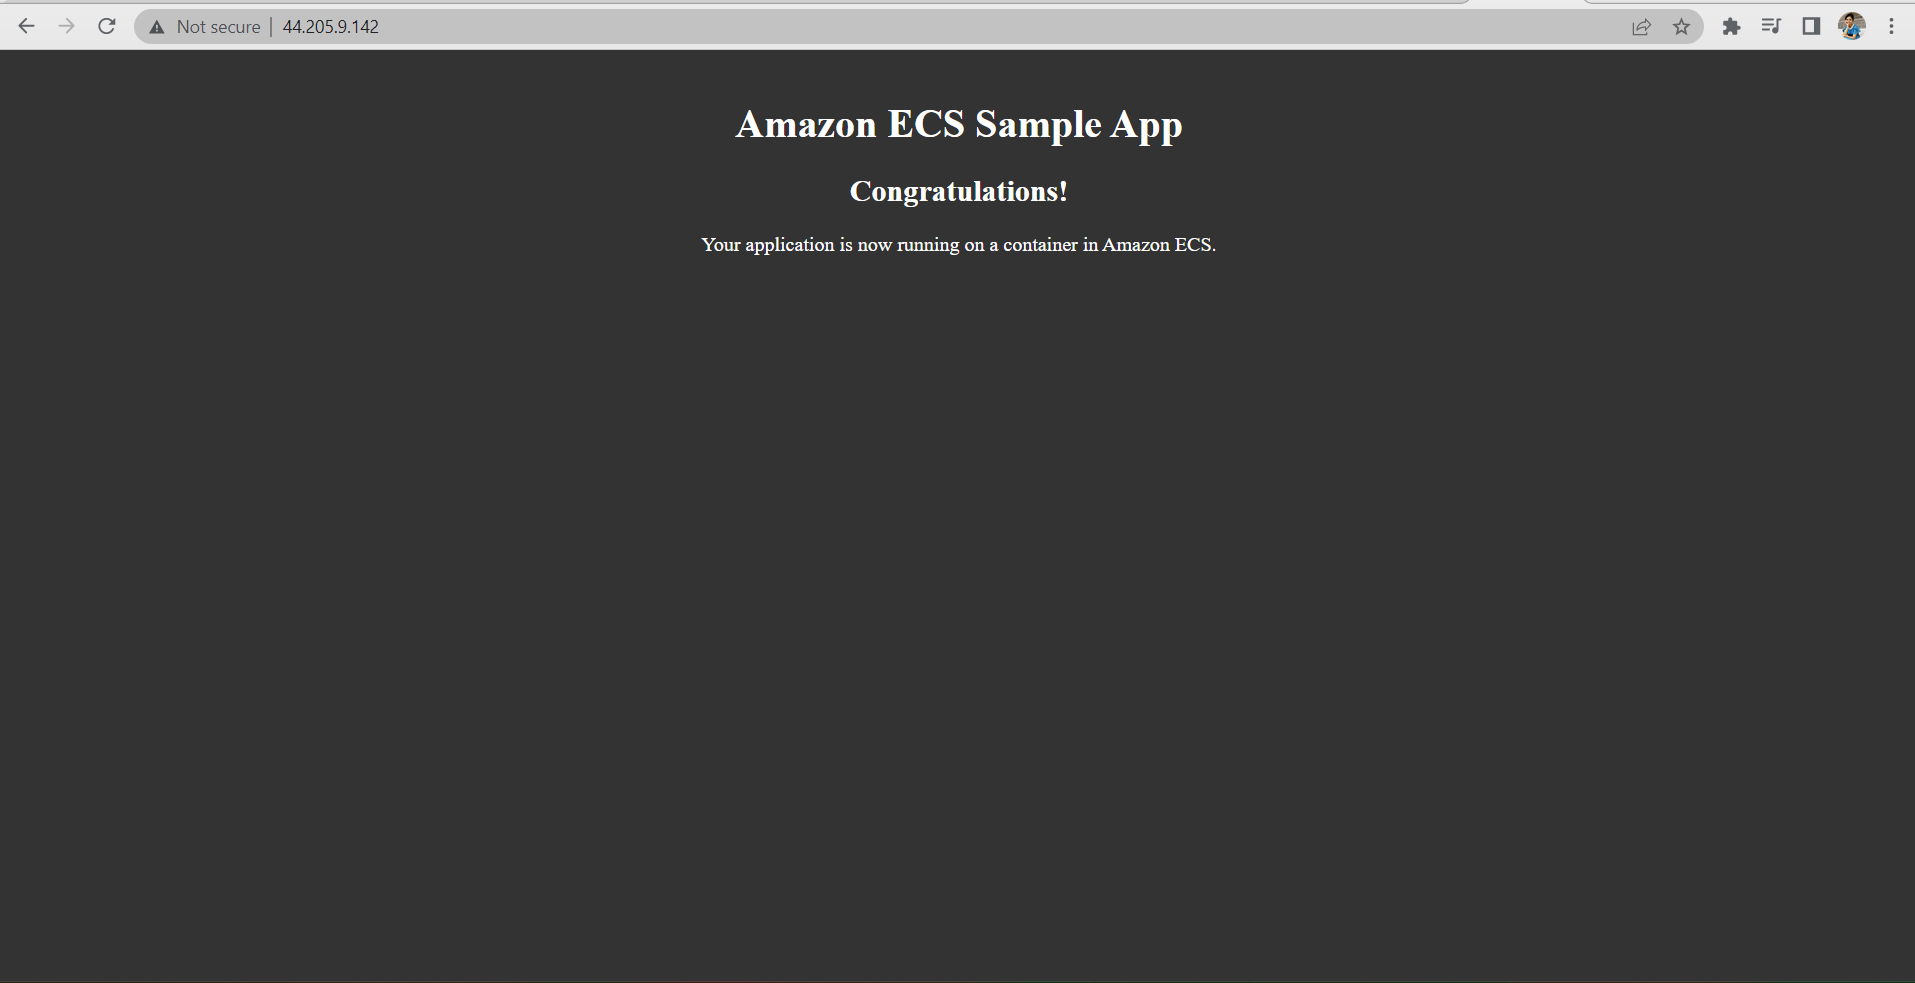 Not secure | 44.205.9.142
Amazon ECS Sample App
Congratulations!
Your application is now running on a container in Amazon ECS.